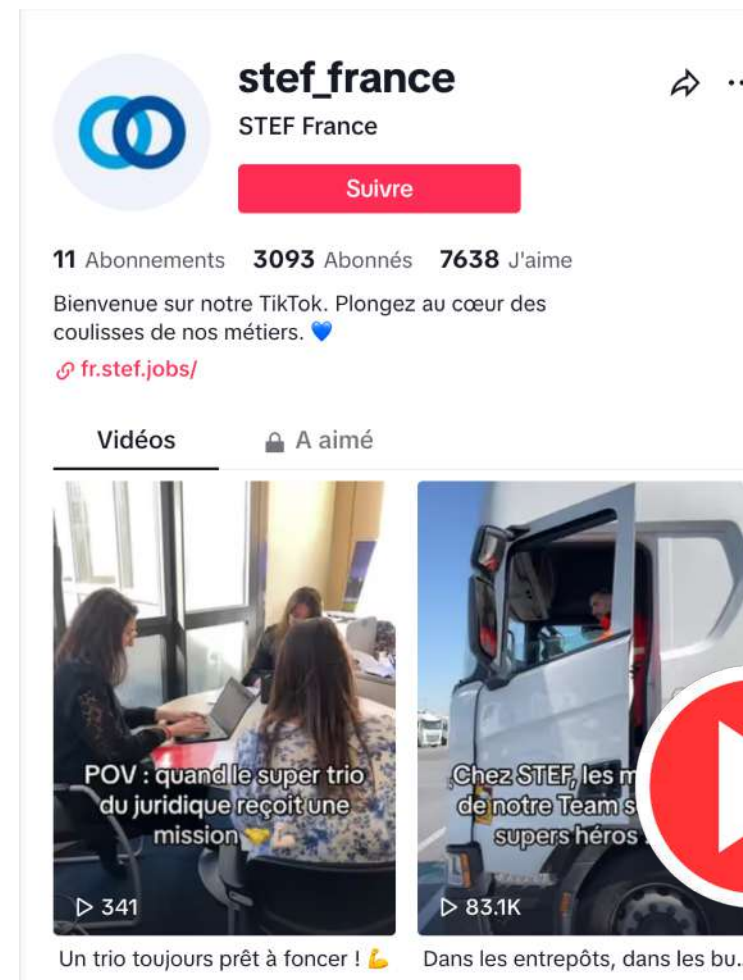 stef_france
STEF France
Suivre
11 Abonnements 3093 Abonnés 7638 J'aime
Bienvenue sur notre TikTok. Plongez au cœur des
coulisses de nos métiers. 💙
fr.stef.jobs/
Vidéos A aimé
POV : quand le super trio
du juridique reçoit une
mission 🤝💪🏻
341
Chez STEF, les m
de notre Team s
supers héros
83.1K
Un trio toujours prêt à foncer ! 💪
Dans les entrepôts, dans les bu...